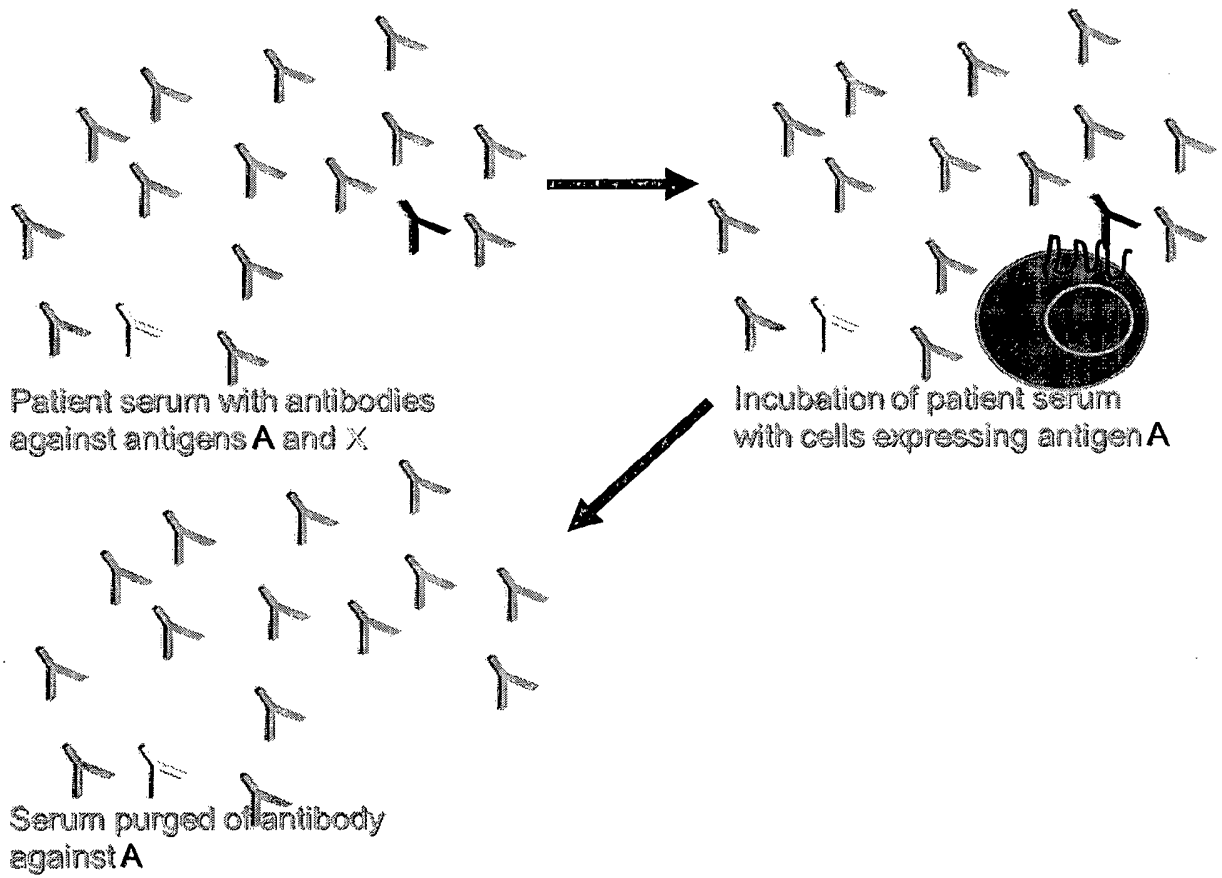 Patient serum with antibodies
against antigens A and X
Incubation of patient serum
with cells expressing antigen A
Serum purged of antibody
against A